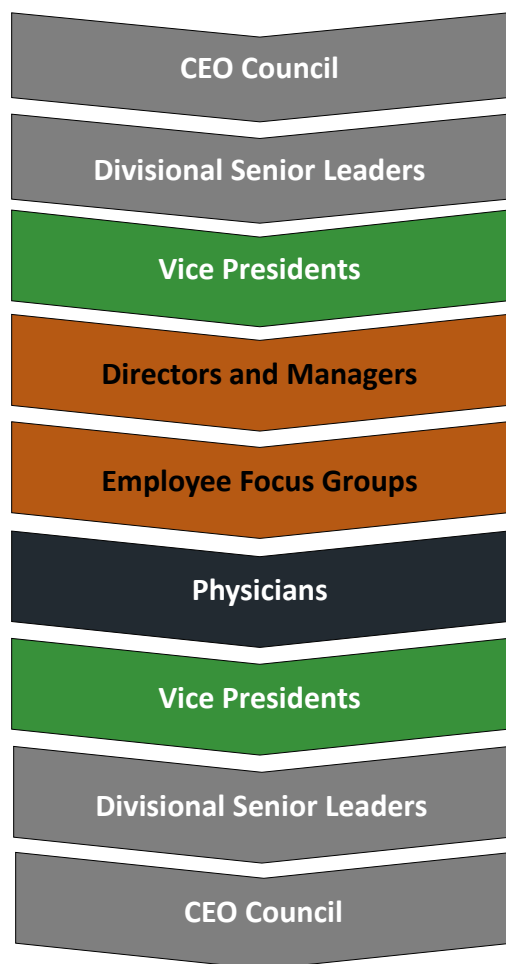 CEO Council
Divisional Senior Leaders
Vice Presidents
Directors and Managers
Employee Focus Groups
Physicians
Vice Presidents
Divisional Senior Leaders
CEO Council